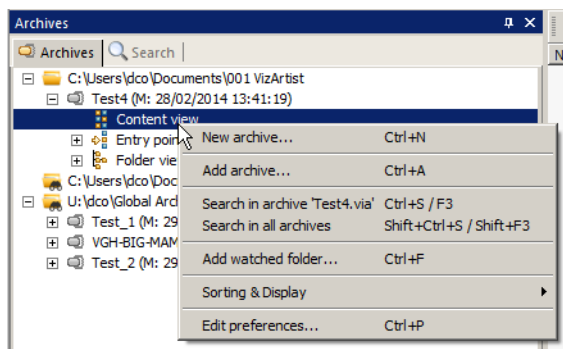 Archives
Archives
Search
N
C:\Users\dco\Documents\001 VizArtist
Test4 (M: 28/02/2014 13:41:19)
Content view
Entry poin
Folder vie
C:\Users\dco\Doc
U:\dco\Global Arcl
Test_1 (M: 29
VGH-BIG-MAM
Test_2 (M: 29
New archive... Ctrl+N
Add archive... Ctrl+A
Search in archive 'Test4.via' Ctrl+S / F3
Search in all archives Shift+Ctrl+S / Shift+F3
Add watched folder... Ctrl+F
Sorting & Display
Edit preferences... Ctrl+P